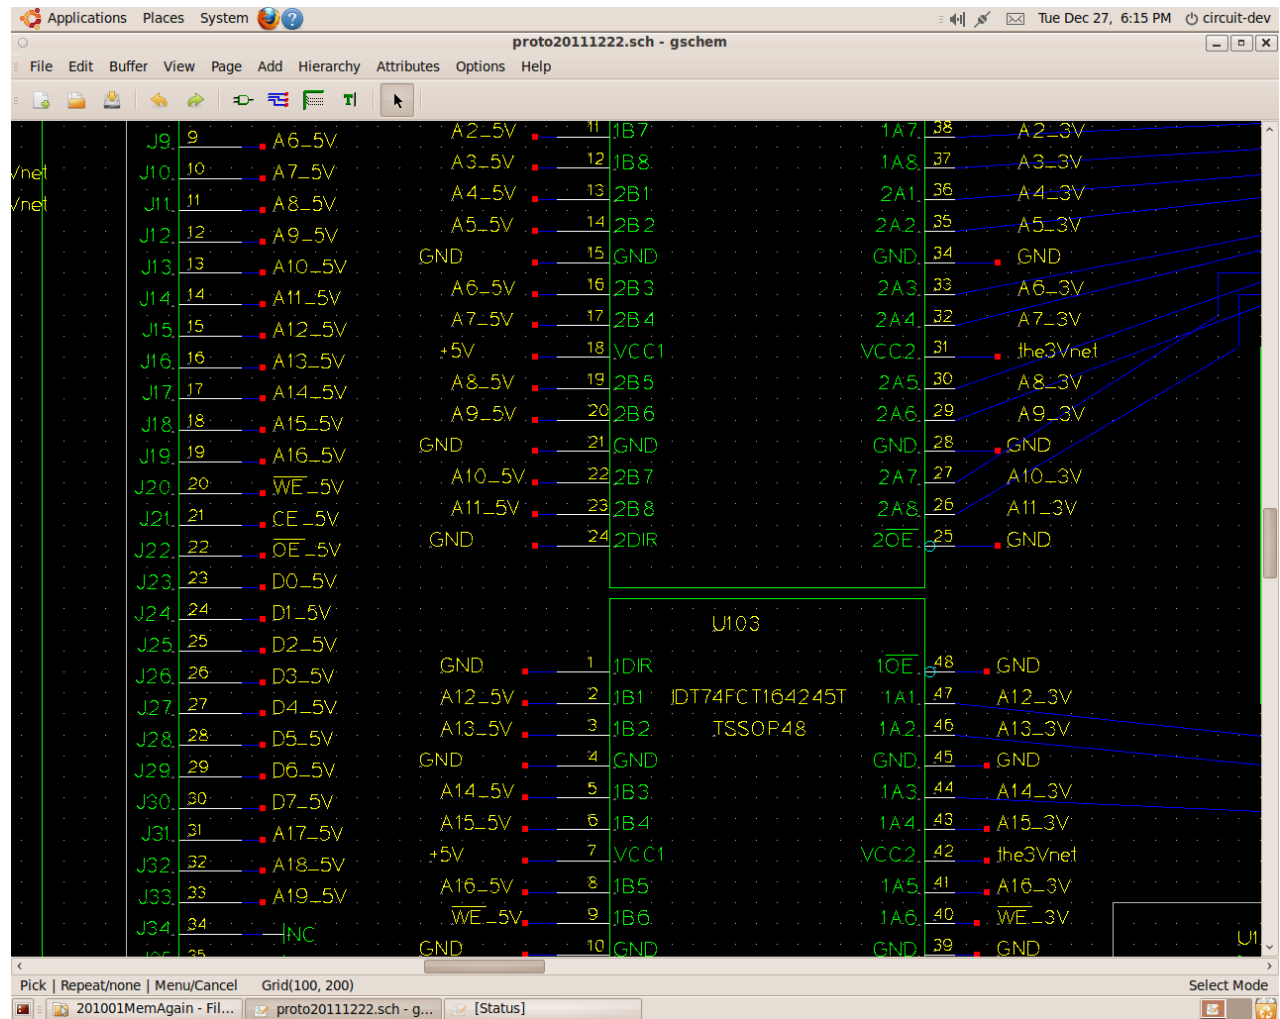 Applications Places System Tue Dec 27, 6:15 PM circuit-dev
proto20111222.sch - gschem
File Edit Buffer View Page Add Hierarchy Attributes Options Help
A2_5V 11 1B7 1A7 38 A2_3V
J9 9 A6_5V
A3_5V 12 1B8 1A8 37 A3_3V
Vnet J10 10 A7_5V
A4_5V 13 2B1 2A1 36 A4_3V
Vnet J11 11 A8_5V
A5_5V 14 2B2 2A2 35 A5_3V
J12 12 A9_5V
GND 15 GND GND 34 GND
J13 13 A10_5V
A6_5V 16 2B3 2A3 33 A6_3V
J14 14 A11_5V
A7_5V 17 2B4 2A4 32 A7_3V
J15 15 A12_5V
+5V 18 VCC1 VCC2 31 the3Vnet
J16 16 A13_5V
A8_5V 19 2B5 2A5 30 A8_3V
J17 17 A14_5V
A9_5V 20 2B6 2A6 29 A9_3V
J18 18 A15_5V
GND 21 GND GND 28 GND
J19 19 A16_5V
A10_5V 22 2B7 2A7 27 A10_3V
J20 20 WE_5V
A11_5V 23 2B8 2A8 26 A11_3V
J21 21 CE_5V
GND 24 2DIR 2OE 25 GND
J22 22 OE_5V
J23 23 D0_5V
J24 24 D1_5V
U103
J25 25 D2_5V
GND 1 1DIR 1OE 48 GND
J26 26 D3_5V
A12_5V 2 1B1 IDT74FCT164245T 1A1 47 A12_3V
J27 27 D4_5V
A13_5V 3 1B2 TSSOP48 1A2 46 A13_3V
J28 28 D5_5V
GND 4 GND GND 45 GND
J29 29 D6_5V
A14_5V 5 1B3 1A3 44 A14_3V
J30 30 D7_5V
A15_5V 6 1B4 1A4 43 A15_3V
J31 31 A17_5V
+5V 7 VCC1 VCC2 42 the3Vnet
J32 32 A18_5V
A16_5V 8 1B5 1A5 41 A16_3V
J33 33 A19_5V
WE_5V 9 1B6 1A6 40 WE_3V
J34 34 NC
U1
GND 10 GND GND 39 GND
J35 35
Pick | Repeat/none | Menu/Cancel Grid(100, 200) Select Mode
201001MemAgain - Fil... proto20111222.sch - g... [Status]